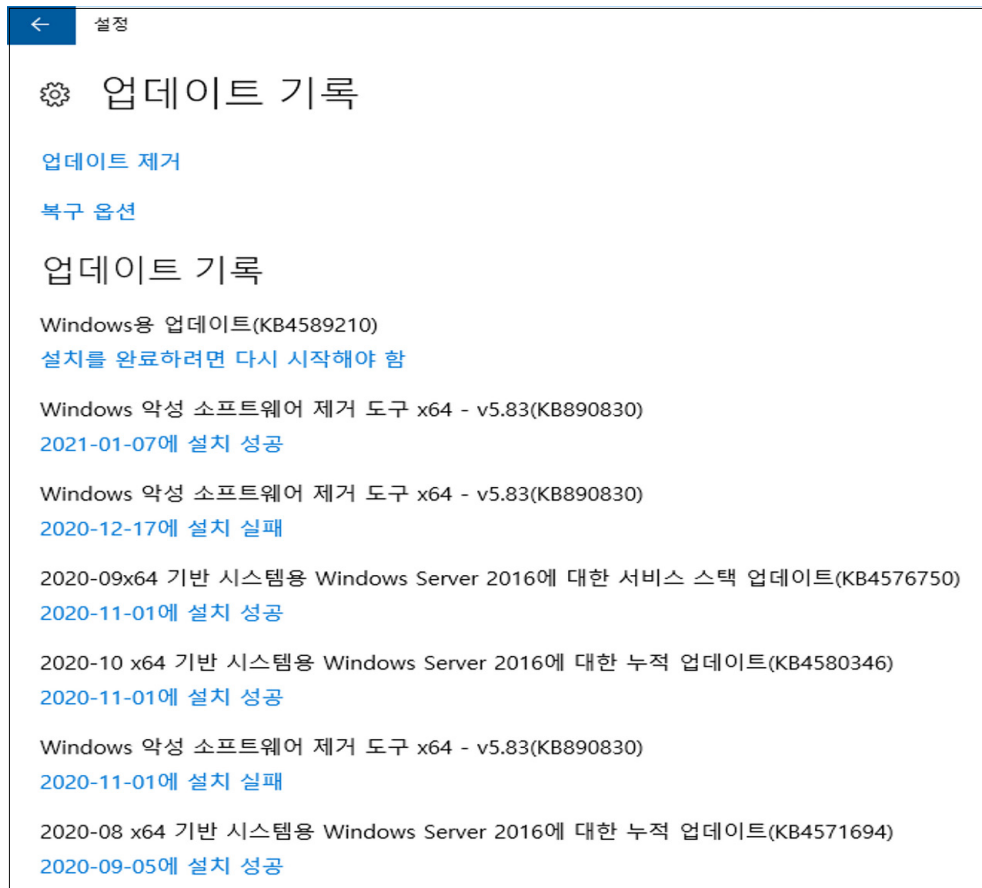 설정
업데이트 기록
업데이트 제거
복구 옵션
업데이트 기록
Windows용 업데이트(KB4589210)
설치를 완료하려면 다시 시작해야 함
Windows 악성 소프트웨어 제거 도구 x64 - v5.83(KB890830)
2021-01-07에 설치 성공
Windows 악성 소프트웨어 제거 도구 x64 - v5.83(KB890830)
2020-12-17에 설치 실패
2020-09x64 기반 시스템용 Windows Server 2016에 대한 서비스 스택 업데이트(KB4576750)
2020-11-01에 설치 성공
2020-10 x64 기반 시스템용 Windows Server 2016에 대한 누적 업데이트(KB4580346)
2020-11-01에 설치 성공
Windows 악성 소프트웨어 제거 도구 x64 - v5.83(KB890830)
2020-11-01에 설치 실패
2020-08 x64 기반 시스템용 Windows Server 2016에 대한 누적 업데이트(KB4571694)
2020-09-05에 설치 성공